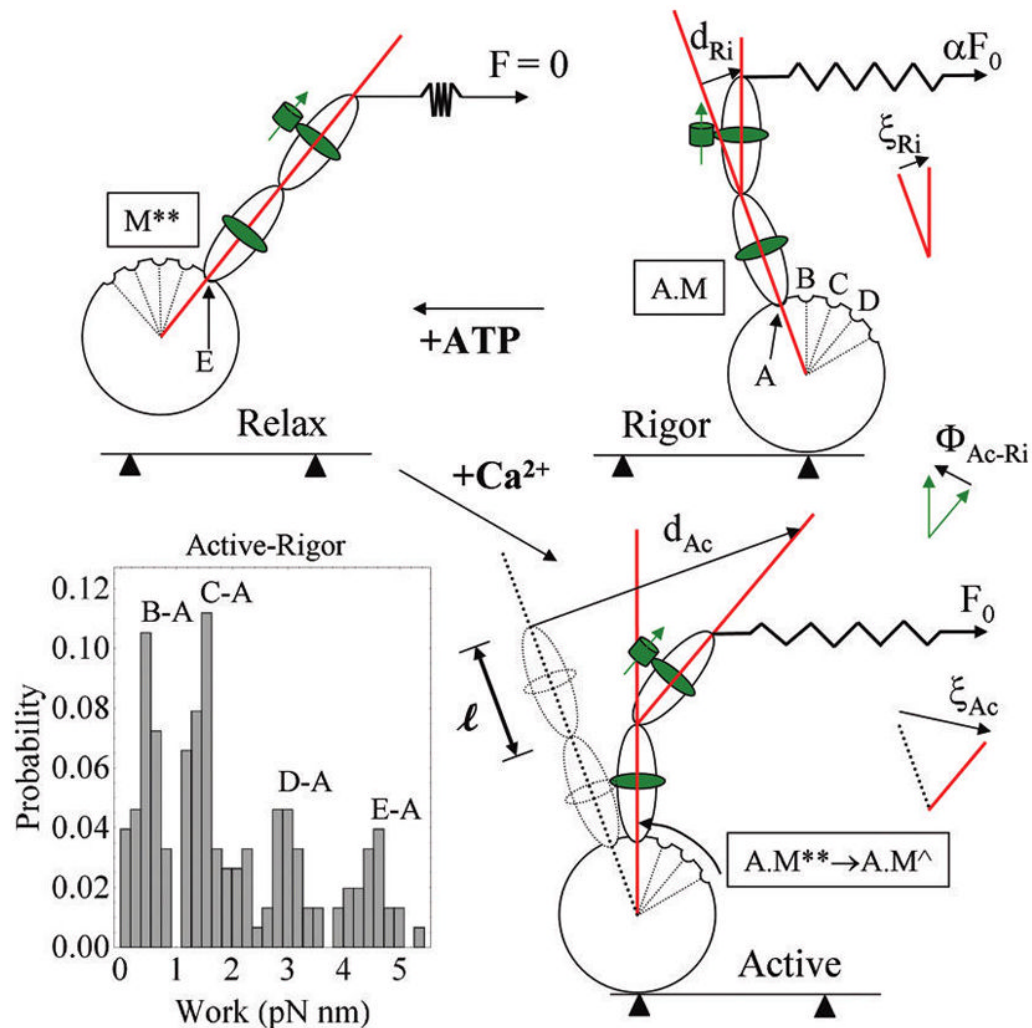 F = 0
M**
E
Relax
d_Ri
αF_0
ξ_Ri
A.M
B
C
D
A
Rigor
+ATP
+Ca²⁺
Φ_Ac-Ri
Active-Rigor
0.12
0.10
0.08
0.06
0.04
0.02
0.00
Probability
B-A
C-A
D-A
E-A
0 1 2 3 4 5
Work (pN nm)
d_Ac
F_0
ℓ
ξ_Ac
A.M**→A.M^
Active